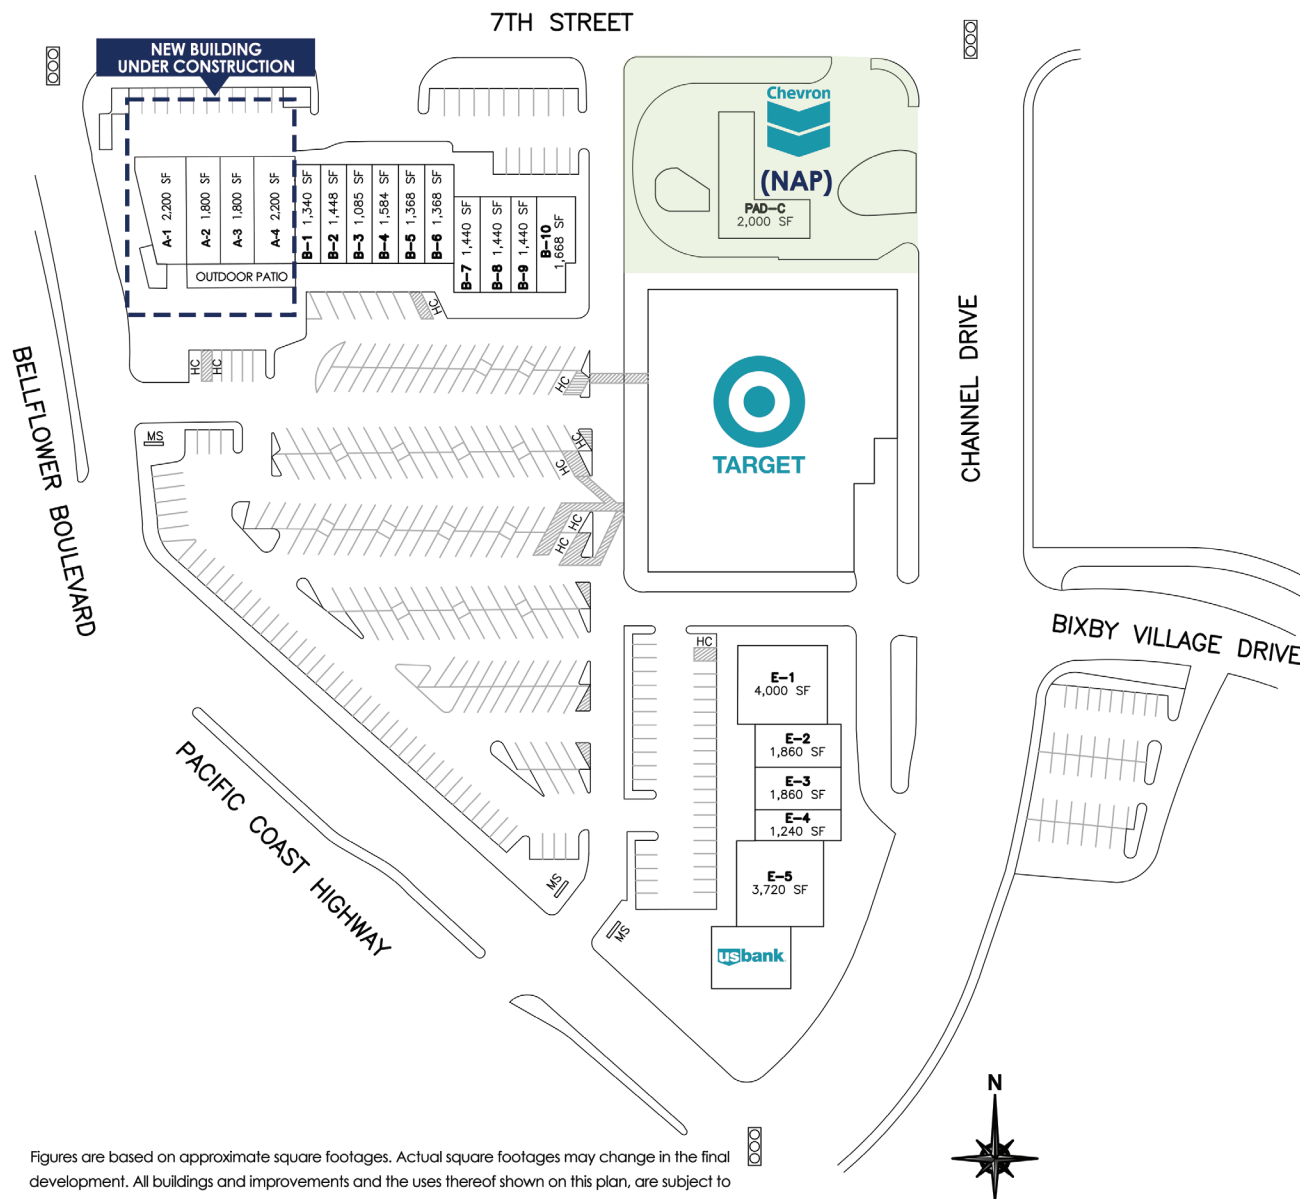 7TH STREET
NEW BUILDING
UNDER CONSTRUCTION
Chevron
(NAP)
PAD-C
2,000 SF
A-1 2,200 SF
A-2 1,800 SF
A-3 1,800 SF
A-4 2,200 SF
B-1 1,340 SF
B-2 1,448 SF
B-3 1,085 SF
B-4 1,584 SF
B-5 1,368 SF
B-6 1,368 SF
B-7 1,440 SF
B-8 1,440 SF
B-9 1,440 SF
B-10
1,668 SF
OUTDOOR PATIO
HC
HC
HC
HC
BELLFLOWER BOULEVARD
CHANNEL DRIVE
TARGET
MS
HC
HC
HC
HC
BIXBY VILLAGE DRIVE
HC
E-1
4,000 SF
E-2
1,860 SF
E-3
1,860 SF
E-4
1,240 SF
E-5
3,720 SF
PACIFIC COAST HIGHWAY
MS
MS
usbank
N
Figures are based on approximate square footages. Actual square footages may change in the final
development. All buildings and improvements and the uses thereof shown on this plan, are subject to